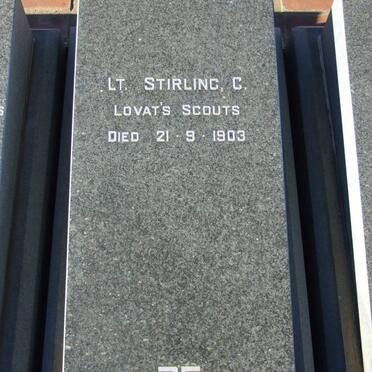 LT. STIRLING, C.
LOVAT'S SCOUTS
DIED 21-9-1903